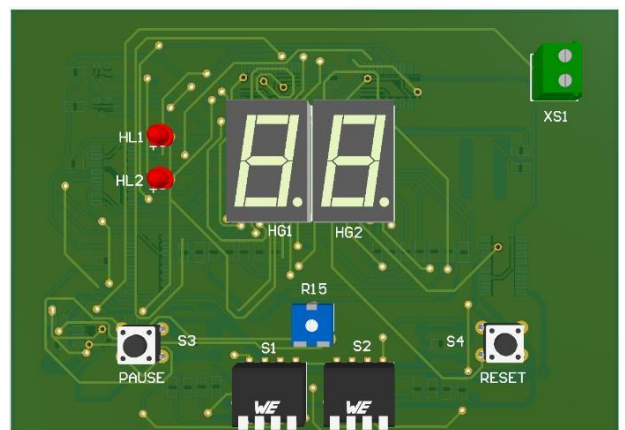 XS1
HL1
HL2
HG1 HG2
R15
S3
S1 S2
S4
PAUSE
RESET
WE WE